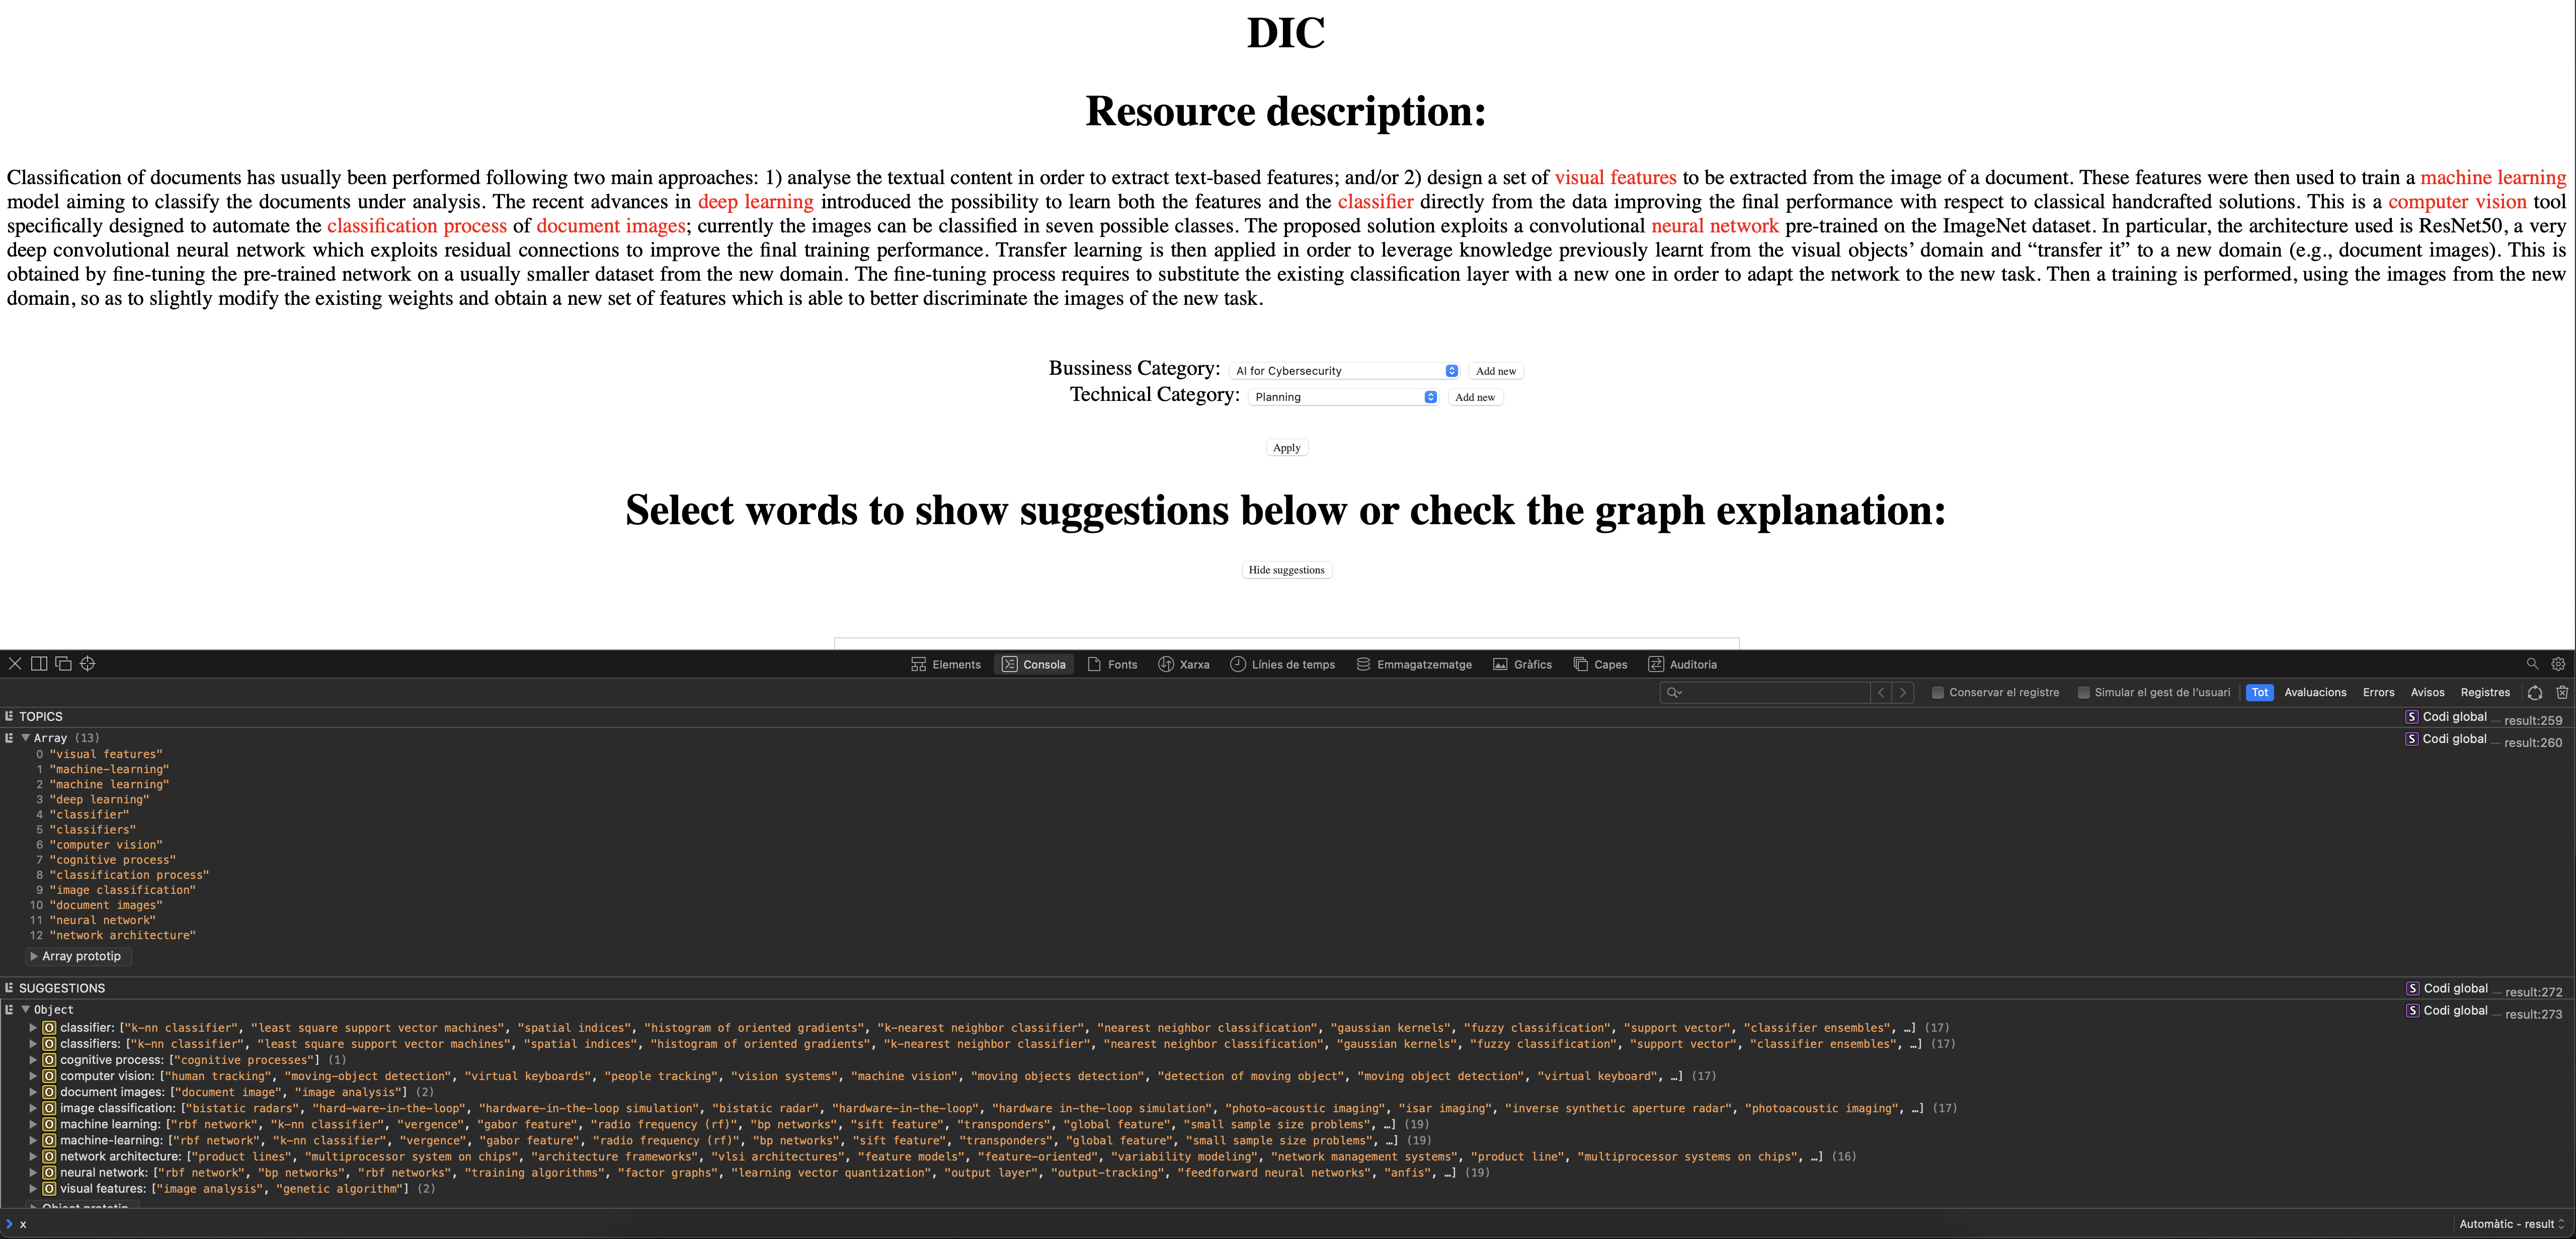 DIC
Resource description:
Classification of documents has usually been performed following two main approaches: 1) analyse the textual content in order to extract text-based features; and/or 2) design a set of visual features to be extracted from the image of a document. These features were then used to train a machine learning
model aiming to classify the documents under analysis. The recent advances in deep learning introduced the possibility to learn both the features and the classifier directly from the data improving the final performance with respect to classical handcrafted solutions. This is a computer vision tool
specifically designed to automate the classification process of document images; currently the images can be classified in seven possible classes. The proposed solution exploits a convolutional neural network pre-trained on the ImageNet dataset. In particular, the architecture used is ResNet50, a very
deep convolutional neural network which exploits residual connections to improve the final training performance. Transfer learning is then applied in order to leverage knowledge previously learnt from the visual objects’ domain and “transfer it” to a new domain (e.g., document images). This is
obtained by fine-tuning the pre-trained network on a usually smaller dataset from the new domain. The fine-tuning process requires to substitute the existing classification layer with a new one in order to adapt the network to the new task. Then a training is performed, using the images from the new
domain, so as to slightly modify the existing weights and obtain a new set of features which is able to better discriminate the images of the new task.
Bussiness Category: AI for Cybersecurity Add new
Technical Category: Planning Add new
Apply
Select words to show suggestions below or check the graph explanation:
Hide suggestions
Elements Consola Fonts Xarxa Línies de temps Emmagatzematge Gràfics Capes Auditoria
Conservar el registre Simular el gest de l'usuari Tot Avaluacions Errors Avisos Registres
TOPICS S Codi global — result:259
Array (13) S Codi global — result:260
0 "visual features"
1 "machine-learning"
2 "machine learning"
3 "deep learning"
4 "classifier"
5 "classifiers"
6 "computer vision"
7 "cognitive process"
8 "classification process"
9 "image classification"
10 "document images"
11 "neural network"
12 "network architecture"
Array prototip
SUGGESTIONS S Codi global — result:272
Object S Codi global — result:273
O classifier: ["k-nn classifier", "least square support vector machines", "spatial indices", "histogram of oriented gradients", "k-nearest neighbor classifier", "nearest neighbor classification", "gaussian kernels", "fuzzy classification", "support vector", "classifier ensembles", …] (17)
O classifiers: ["k-nn classifier", "least square support vector machines", "spatial indices", "histogram of oriented gradients", "k-nearest neighbor classifier", "nearest neighbor classification", "gaussian kernels", "fuzzy classification", "support vector", "classifier ensembles", …] (17)
O cognitive process: ["cognitive processes"] (1)
O computer vision: ["human tracking", "moving-object detection", "virtual keyboards", "people tracking", "vision systems", "machine vision", "moving objects detection", "detection of moving object", "moving object detection", "virtual keyboard", …] (17)
O document images: ["document image", "image analysis"] (2)
O image classification: ["bistatic radars", "hard-ware-in-the-loop", "hardware-in-the-loop simulation", "bistatic radar", "hardware-in-the-loop", "hardware in-the-loop simulation", "photo-acoustic imaging", "isar imaging", "inverse synthetic aperture radar", "photoacoustic imaging", …] (17)
O machine learning: ["rbf network", "k-nn classifier", "vergence", "gabor feature", "radio frequency (rf)", "bp networks", "sift feature", "transponders", "global feature", "small sample size problems", …] (19)
O machine-learning: ["rbf network", "k-nn classifier", "vergence", "gabor feature", "radio frequency (rf)", "bp networks", "sift feature", "transponders", "global feature", "small sample size problems", …] (19)
O network architecture: ["product lines", "multiprocessor system on chips", "architecture frameworks", "vlsi architectures", "feature models", "feature-oriented", "variability modeling", "network management systems", "product line", "multiprocessor systems on chips", …] (16)
O neural network: ["rbf network", "bp networks", "rbf networks", "training algorithms", "factor graphs", "learning vector quantization", "output layer", "output-tracking", "feedforward neural networks", "anfis", …] (19)
O visual features: ["image analysis", "genetic algorithm"] (2)
Object prototip
x Automàtic - result